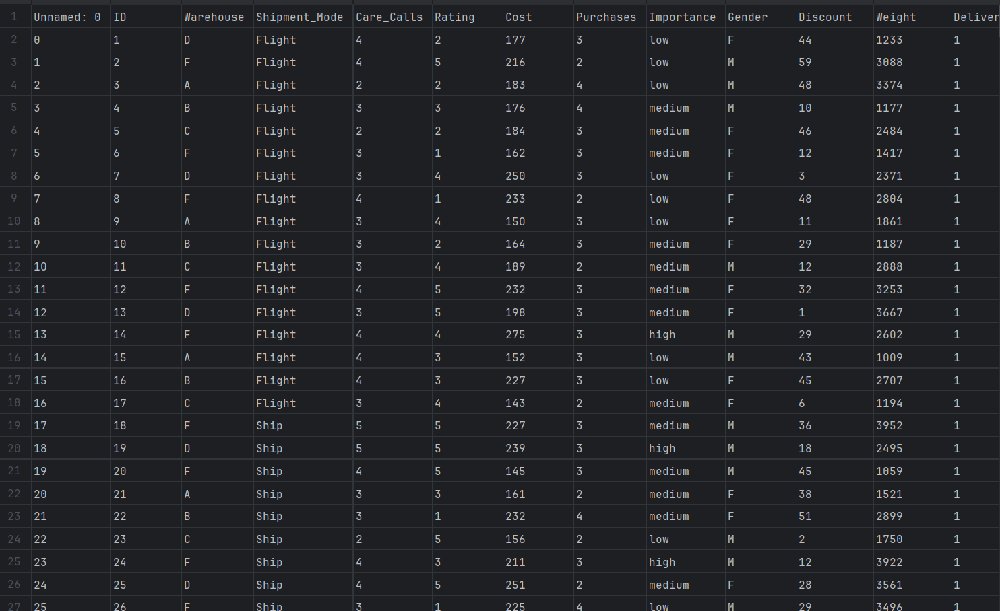 1 Unnamed: 0 ID Warehouse Shipment_Mode Care_Calls Rating Cost Purchases Importance Gender Discount Weight Deliver
2 0 1 D Flight 4 2 177 3 low F 44 1233 1
3 1 2 F Flight 4 5 216 2 low M 59 3088 1
4 2 3 A Flight 2 2 183 4 low M 48 3374 1
5 3 4 B Flight 3 3 176 4 medium M 10 1177 1
6 4 5 C Flight 2 2 184 3 medium F 46 2484 1
7 5 6 F Flight 3 1 162 3 medium F 12 1417 1
8 6 7 D Flight 3 4 250 3 low F 3 2371 1
9 7 8 F Flight 4 1 233 2 low F 48 2804 1
10 8 9 A Flight 3 4 150 3 low F 11 1861 1
11 9 10 B Flight 3 2 164 3 medium F 29 1187 1
12 10 11 C Flight 3 4 189 2 medium M 12 2888 1
13 11 12 F Flight 4 5 232 3 medium F 32 3253 1
14 12 13 D Flight 3 5 198 3 medium F 1 3667 1
15 13 14 F Flight 4 4 275 3 high M 29 2602 1
16 14 15 A Flight 4 3 152 3 low M 43 1009 1
17 15 16 B Flight 4 3 227 3 low F 45 2707 1
18 16 17 C Flight 3 4 143 2 medium F 6 1194 1
19 17 18 F Ship 5 5 227 3 medium M 36 3952 1
20 18 19 D Ship 5 5 239 3 high M 18 2495 1
21 19 20 F Ship 4 5 145 3 medium M 45 1059 1
22 20 21 A Ship 3 3 161 2 medium F 38 1521 1
23 21 22 B Ship 3 1 232 4 medium F 51 2899 1
24 22 23 C Ship 2 5 156 2 low M 2 1750 1
25 23 24 F Ship 4 3 211 3 high M 12 3922 1
26 24 25 D Ship 4 5 251 2 medium F 28 3561 1
27 25 26 F Ship 3 1 225 4 low M 29 3496 1